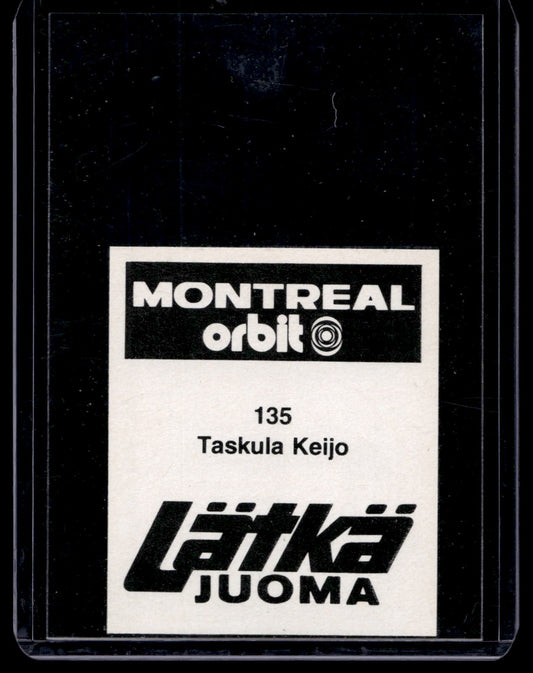 MONTREAL
orbit
135
Taskula Keijo
Lätkä
JUOMA